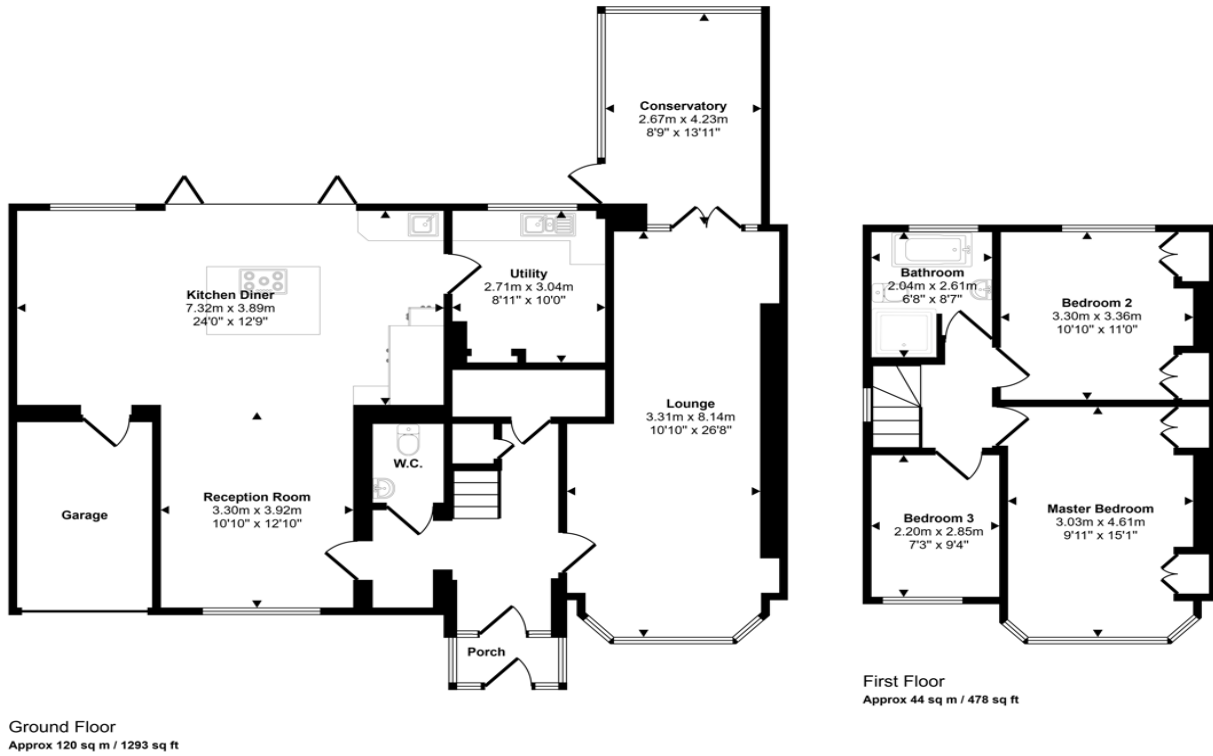 Conservatory
2.67m x 4.23m
8'9" x 13'11"
Kitchen Diner
7.32m x 3.89m
24'0" x 12'9"
Utility
2.71m x 3.04m
8'11" x 10'0"
Lounge
3.31m x 8.14m
10'10" x 26'8"
W.C.
Garage
Reception Room
3.30m x 3.92m
10'10" x 12'10"
Porch
Ground Floor
Approx 120 sq m / 1293 sq ft
Bathroom
2.04m x 2.61m
6'8" x 8'7"
Bedroom 2
3.30m x 3.36m
10'10" x 11'0"
Bedroom 3
2.20m x 2.85m
7'3" x 9'4"
Master Bedroom
3.03m x 4.61m
9'11" x 15'1"
First Floor
Approx 44 sq m / 478 sq ft